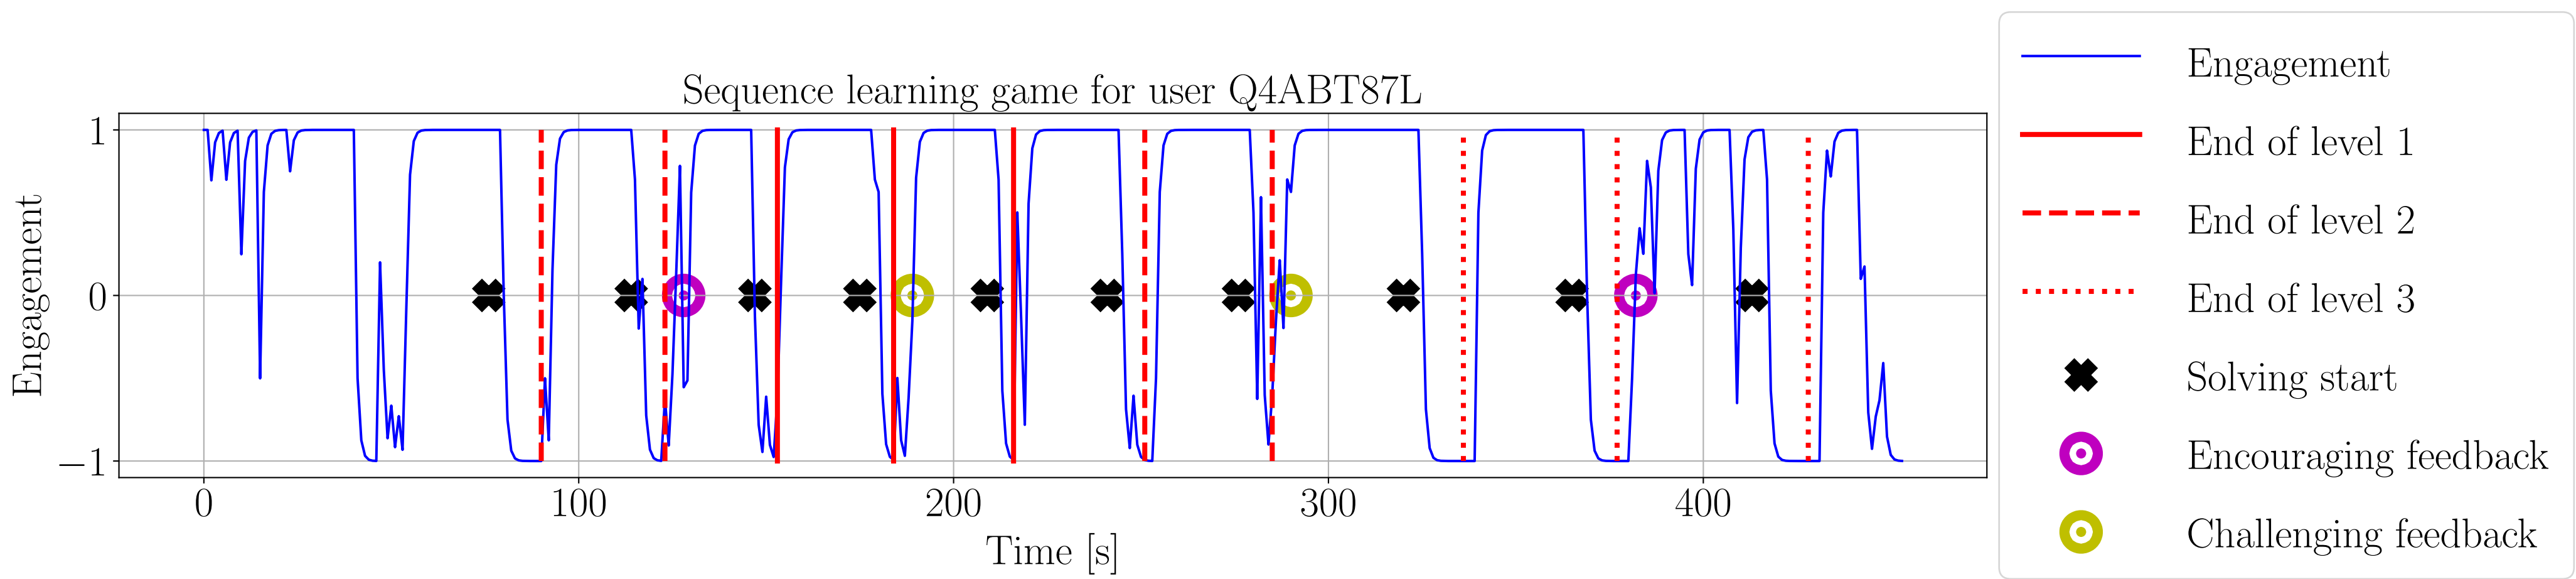 Sequence learning game for user Q4ABT87L
Engagement
1
0
−1
0 100 200 300 400
Time [s]
Engagement
End of level 1
End of level 2
End of level 3
Solving start
Encouraging feedback
Challenging feedback